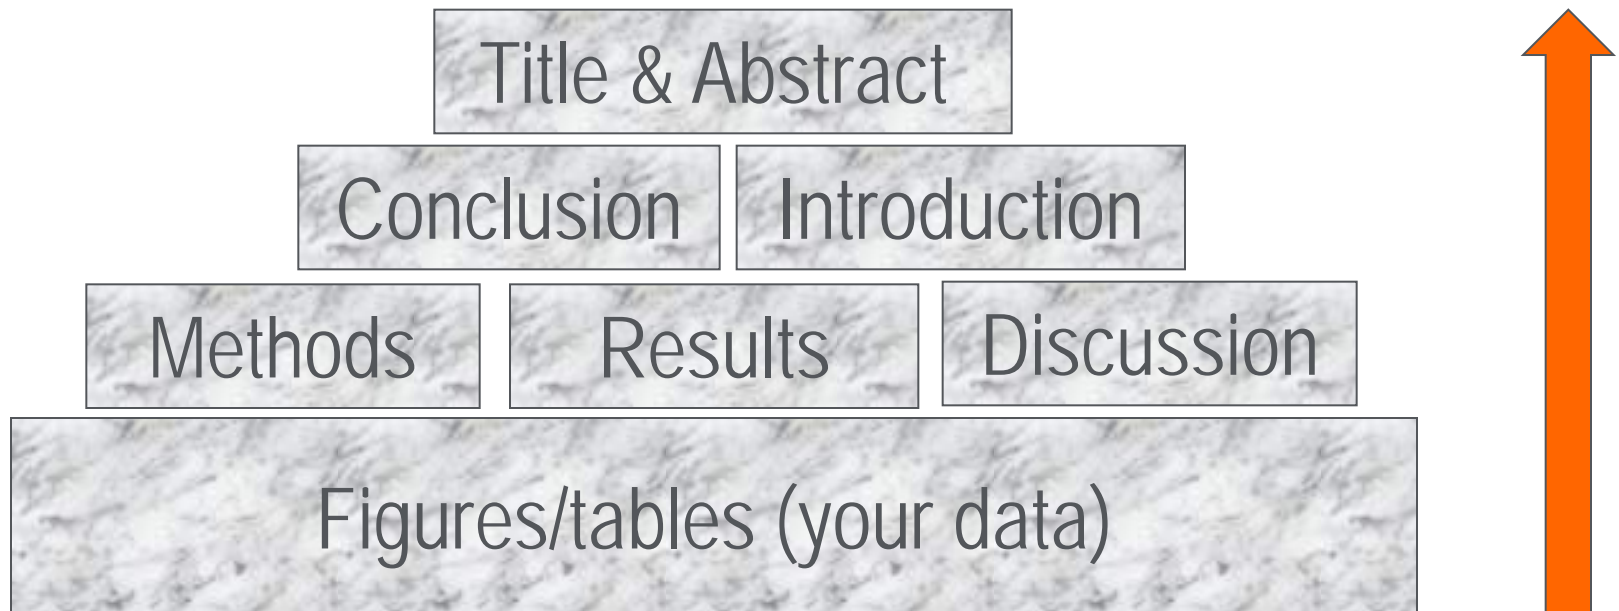 Title & Abstract
Conclusion Introduction
Methods Results Discussion
Figures/tables (your data)